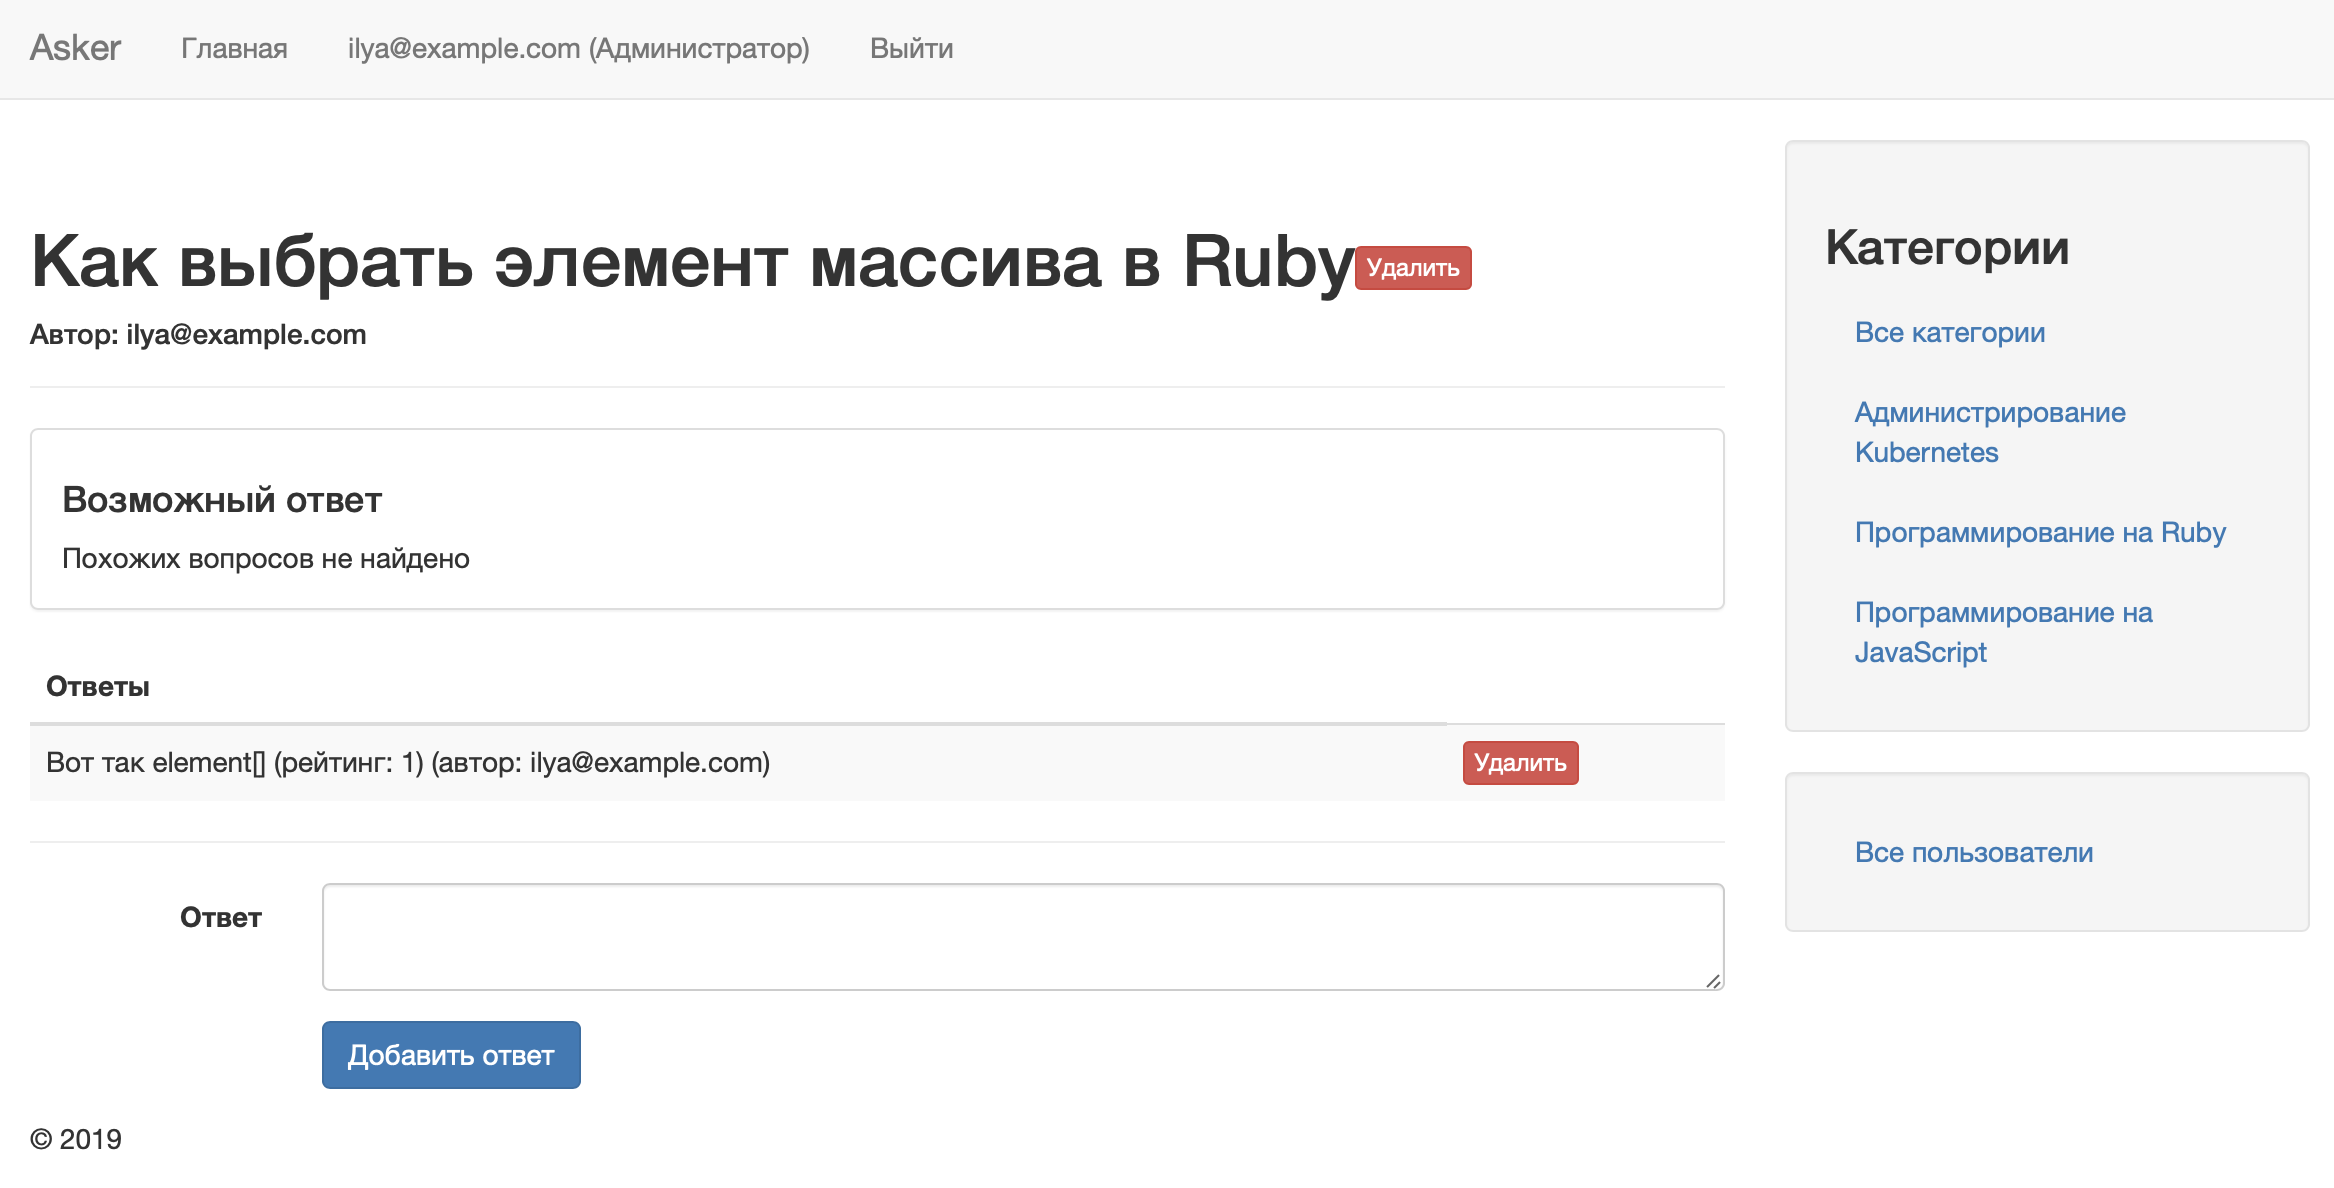 Asker Главная ilya@example.com (Администратор) Выйти
Как выбрать элемент массива в Ruby Удалить
Автор: ilya@example.com
Возможный ответ
Похожих вопросов не найдено
Ответы
Вот так element[] (рейтинг: 1) (автор: ilya@example.com) Удалить
Ответ
Добавить ответ
© 2019
Категории
Все категории
Администрирование
Kubernetes
Программирование на Ruby
Программирование на
JavaScript
Все пользователи